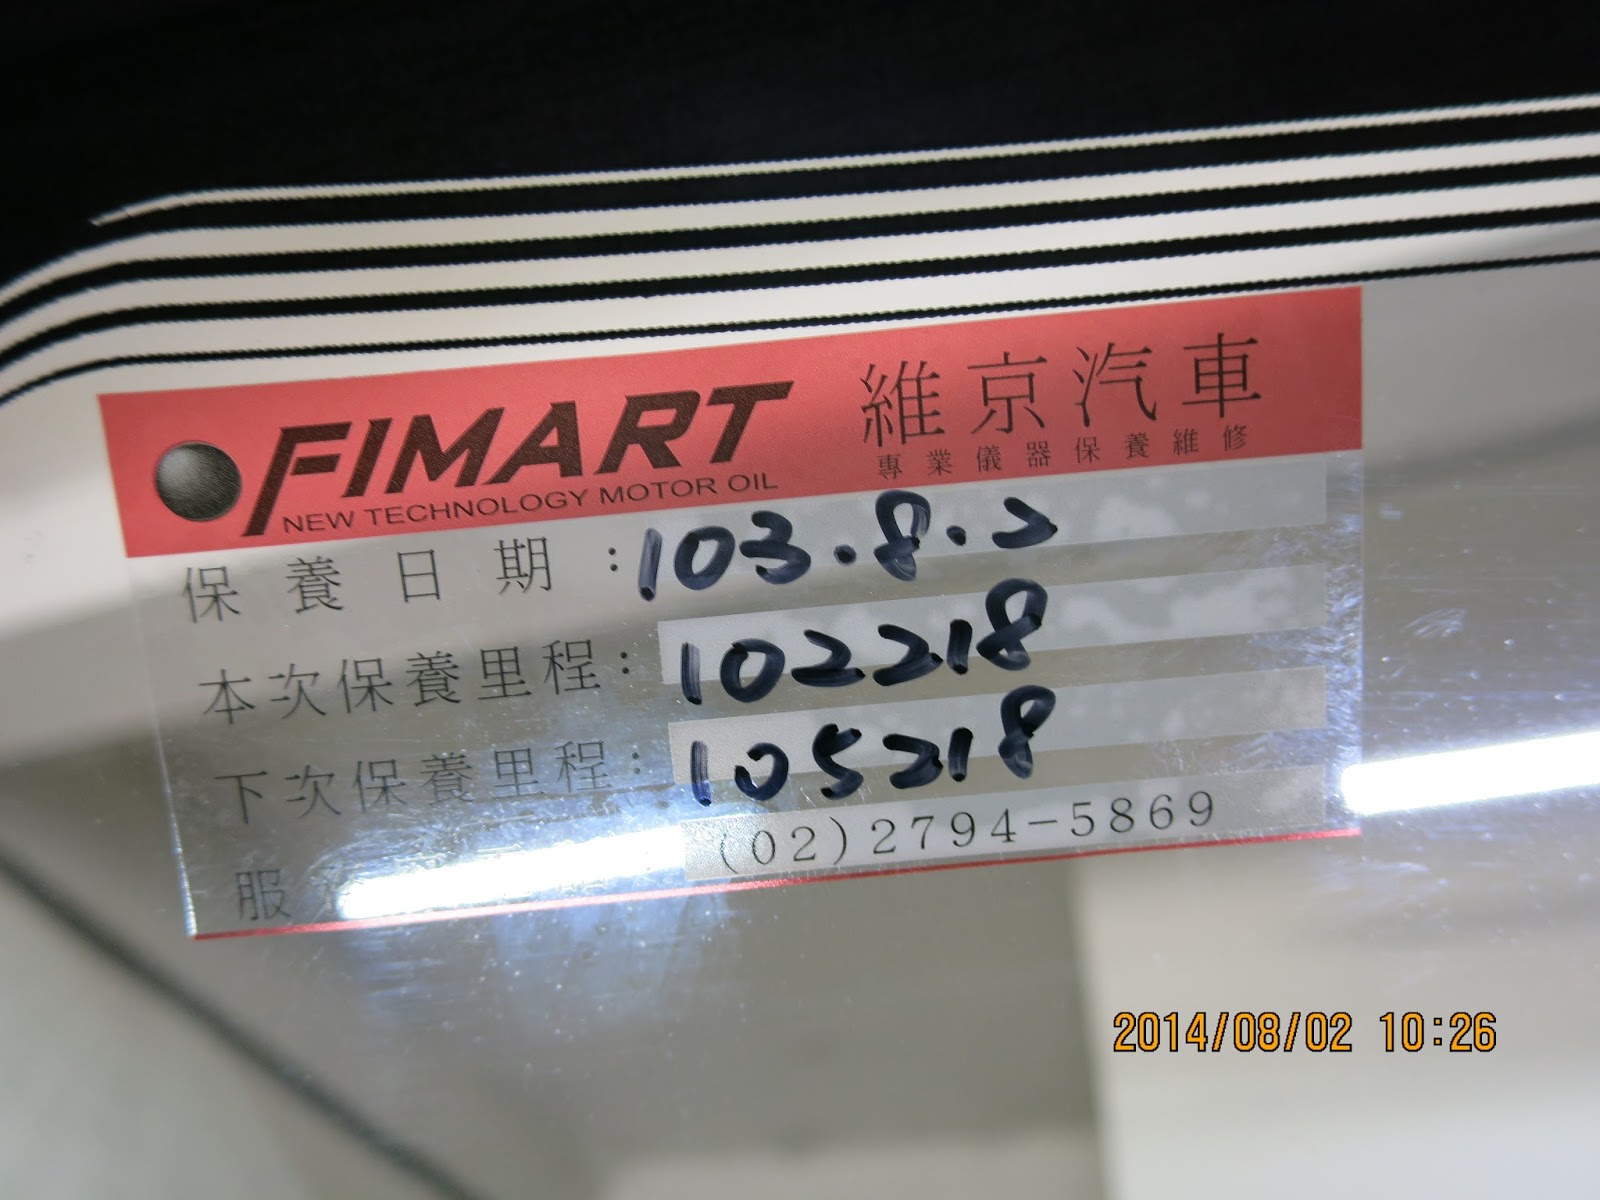 FIMART 維京汽車
NEW TECHNOLOGY MOTOR OIL 專業儀器保養維修
保養日期:103.8.2
本次保養里程:102218
下次保養里程:105218
服 (02)2794-5869
2014/08/02 10:26